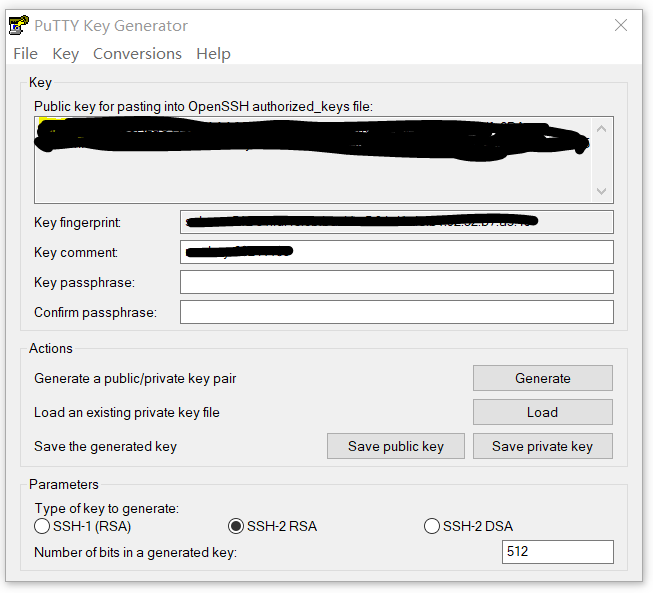 PuTTY Key Generator
File Key Conversions Help
Key
Public key for pasting into OpenSSH authorized_keys file:
Key fingerprint:
Key comment:
Key passphrase:
Confirm passphrase:
Actions
Generate a public/private key pair
Generate
Load an existing private key file
Load
Save the generated key
Save public key
Save private key
Parameters
Type of key to generate:
SSH-1 (RSA) SSH-2 RSA SSH-2 DSA
Number of bits in a generated key: 512